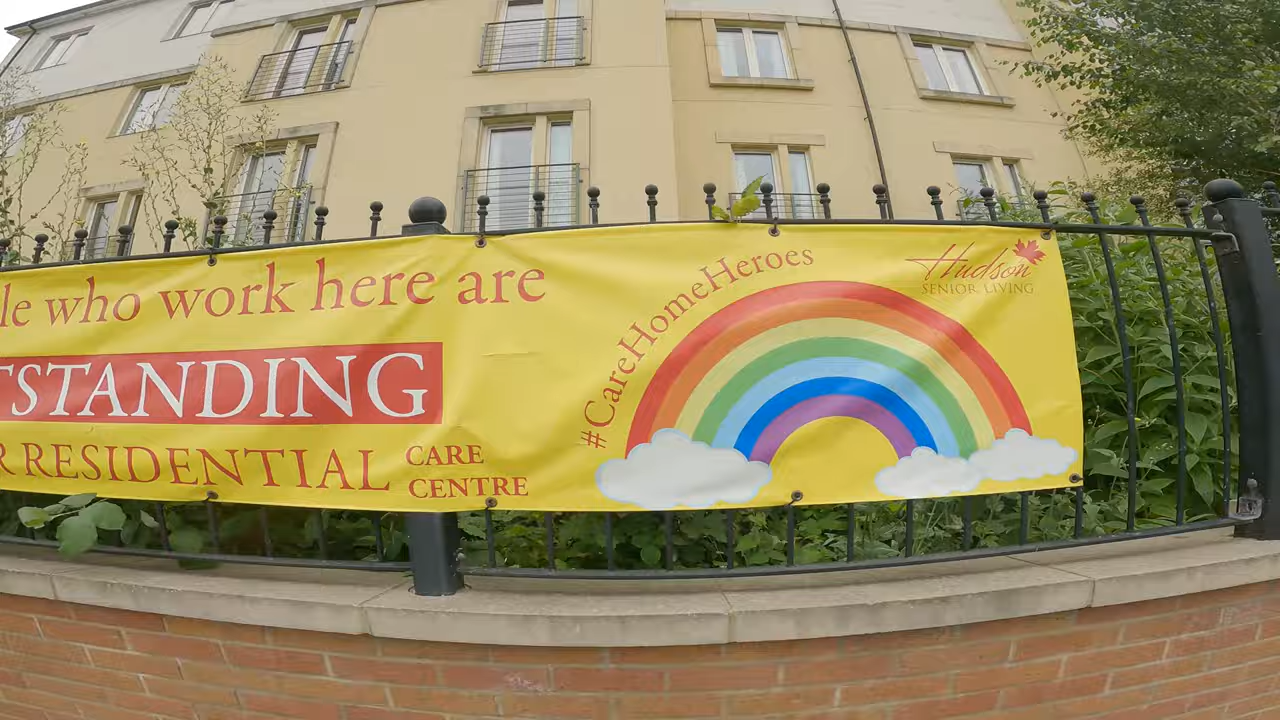 le who work here are
TSTANDING
R RESIDENTIAL CARE CENTRE
#CareHomeHeroes
Hudson
SENIOR LIVING